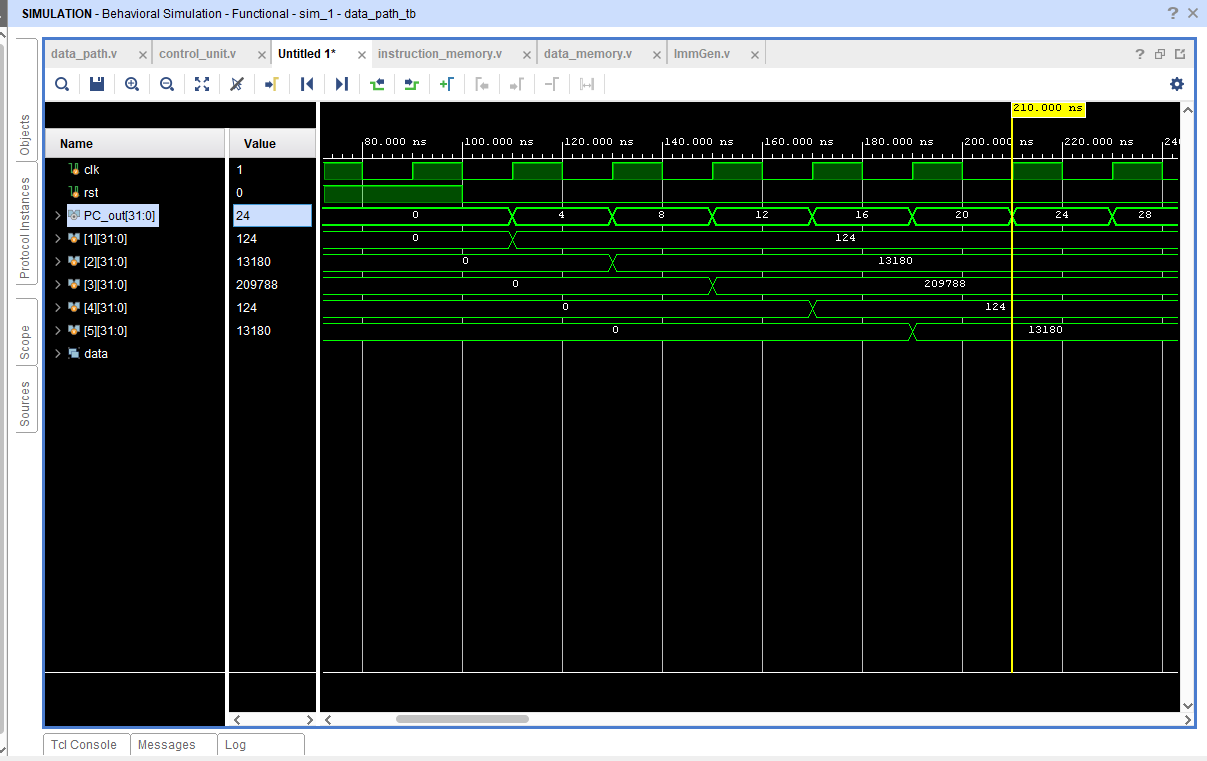 SIMULATION - Behavioral Simulation - Functional - sim_1 - data_path_tb
data_path.v control_unit.v Untitled 1* instruction_memory.v data_memory.v ImmGen.v
Objects
Protocol Instances
Scope
Sources
210.000 ns
Name Value
80.000 ns 100.000 ns 120.000 ns 140.000 ns 160.000 ns 180.000 ns 200.000 ns 220.000 ns 240
clk 1
rst 0
PC_out[31:0] 24 0 4 8 12 16 20 24 28
[1][31:0] 124 0 124
[2][31:0] 13180 0 13180
[3][31:0] 209788 0 209788
[4][31:0] 124 0 124
[5][31:0] 13180 0 13180
data
Tcl Console Messages Log